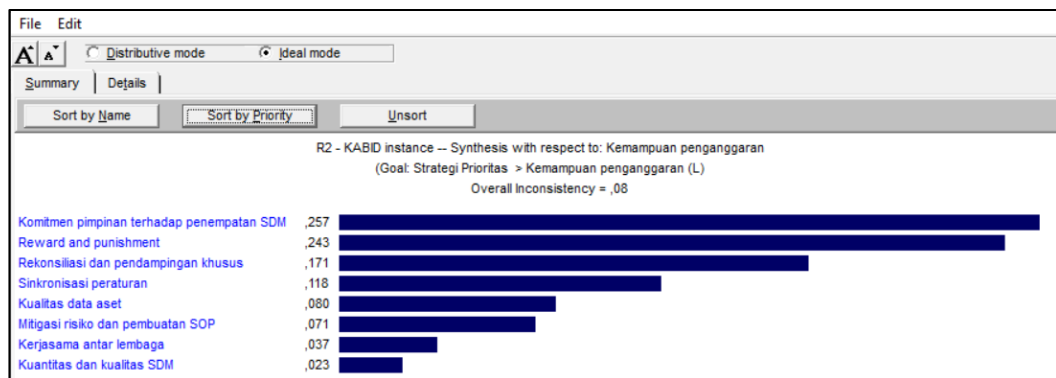 File Edit
A A Distributive mode Ideal mode
Summary Details
Sort by Name Sort by Priority Unsort
R2 - KABID instance -- Synthesis with respect to: Kemampuan penganggaran
(Goal: Strategi Prioritas > Kemampuan penganggaran (L)
Overall Inconsistency = ,08
Komitmen pimpinan terhadap penempatan SDM ,257
Reward and punishment ,243
Rekonsiliasi dan pendampingan khusus ,171
Sinkronisasi peraturan ,118
Kualitas data aset ,080
Mitigasi risiko dan pembuatan SOP ,071
Kerjasama antar lembaga ,037
Kuantitas dan kualitas SDM ,023